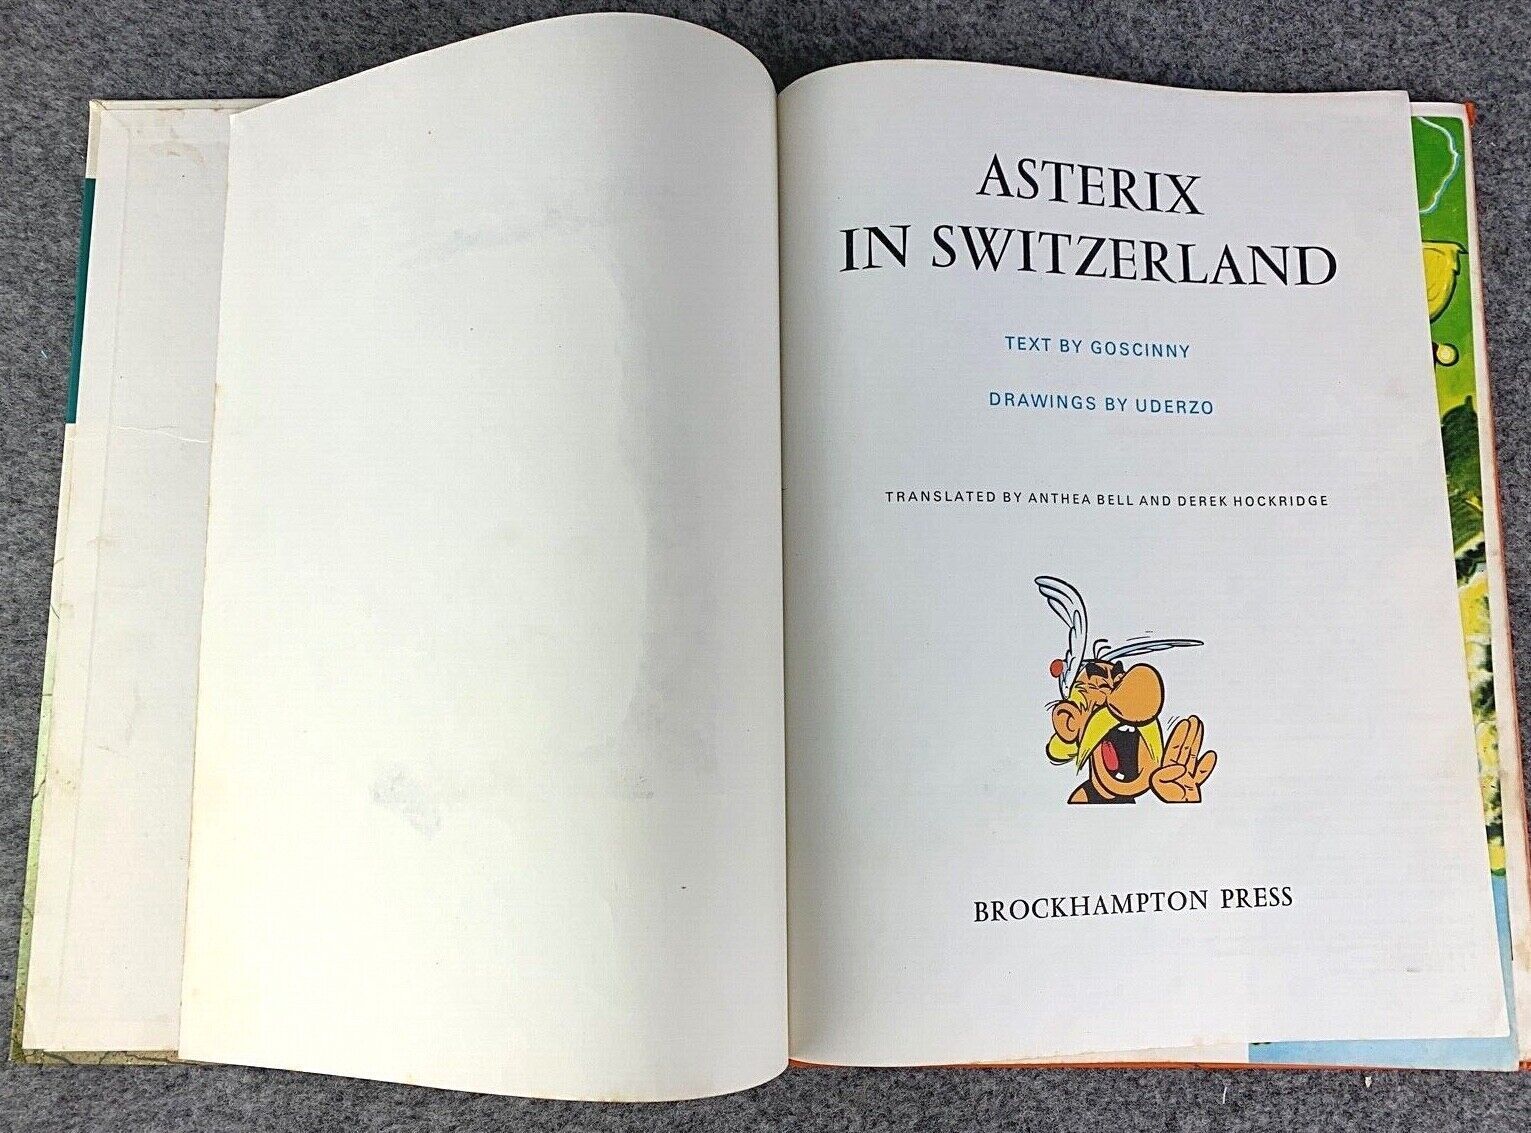 ASTERIX
IN SWITZERLAND
TEXT BY GOSCINNY
DRAWINGS BY UDERZO
TRANSLATED BY ANTHEA BELL AND DEREK HOCKRIDGE
BROCKHAMPTON PRESS